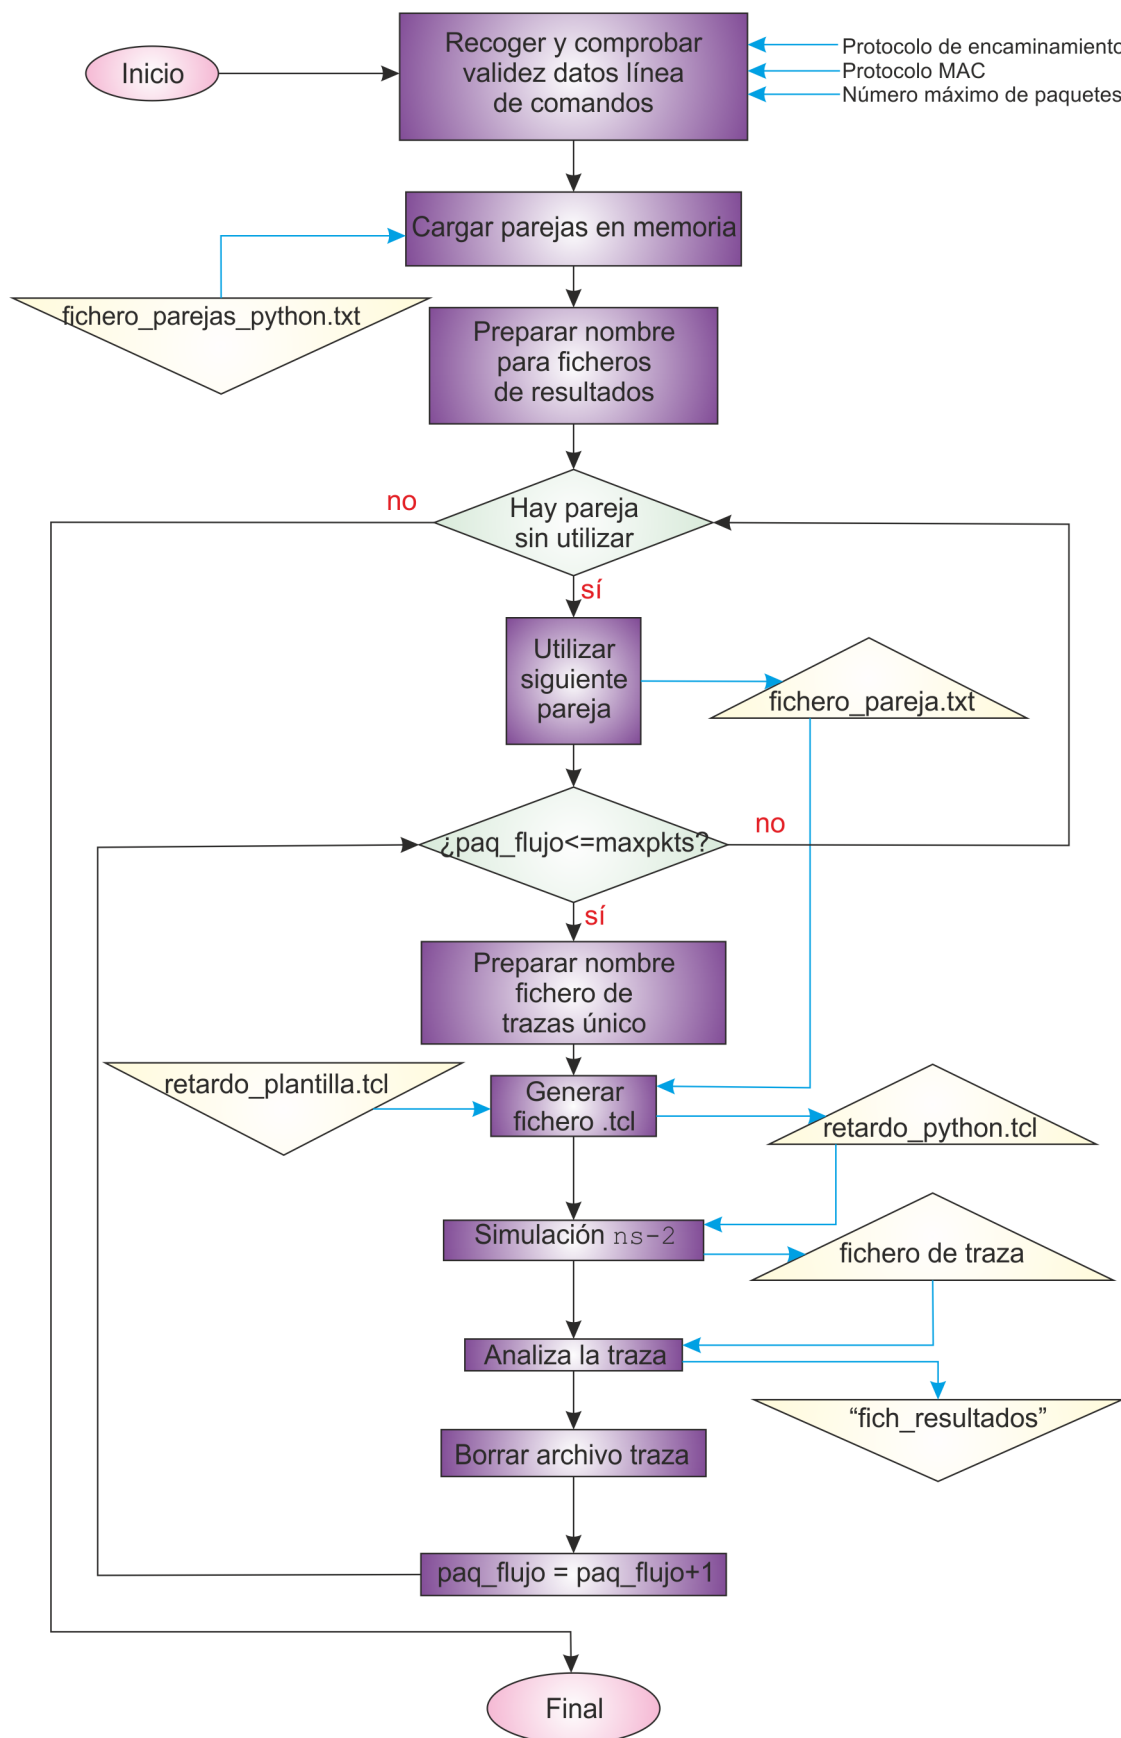 Inicio
Recoger y comprobar
validez datos línea
de comandos
Protocolo de encaminamiento
Protocolo MAC
Número máximo de paquetes
Cargar parejas en memoria
fichero_parejas_python.txt
Preparar nombre
para ficheros
de resultados
no
Hay pareja
sin utilizar
sí
Utilizar
siguiente
pareja
fichero_pareja.txt
¿paq_flujo<=maxpkts?
no
sí
Preparar nombre
fichero de
trazas único
retardo_plantilla.tcl
Generar
fichero .tcl
retardo_python.tcl
Simulación ns-2
fichero de traza
Analiza la traza
“fich_resultados”
Borrar archivo traza
paq_flujo = paq_flujo+1
Final